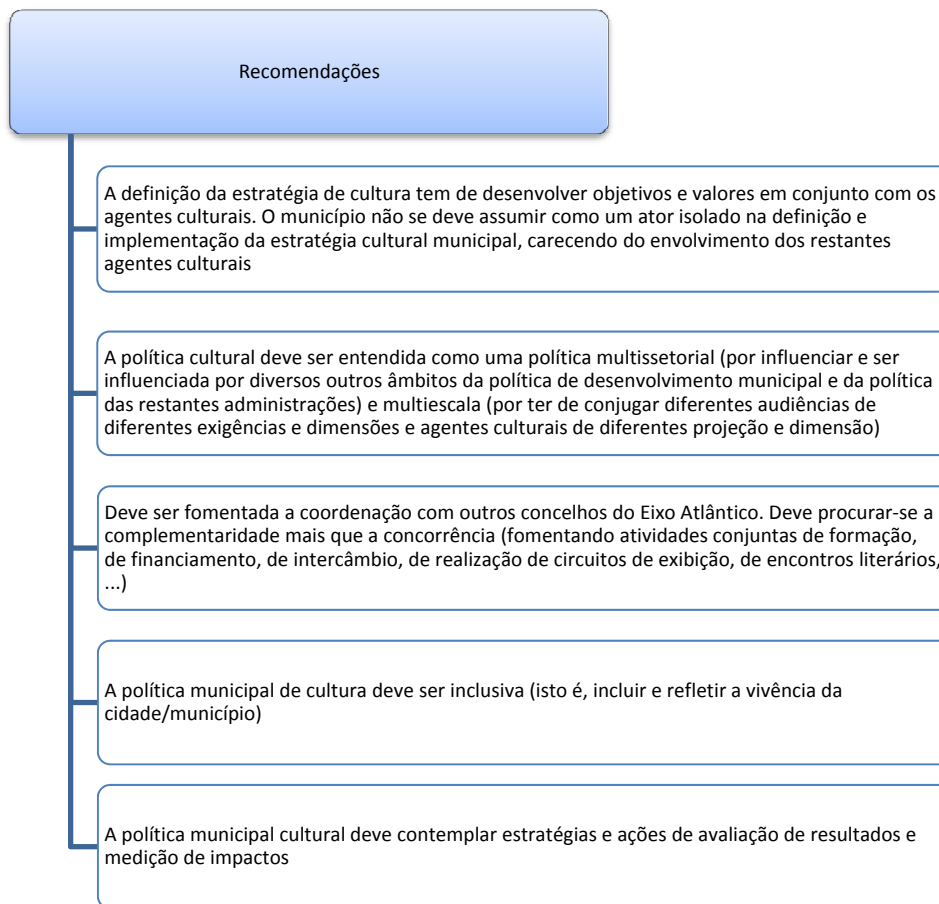 Recomendações
A definição da estratégia de cultura tem de desenvolver objetivos e valores em conjunto com os
agentes culturais. O município não se deve assumir como um ator isolado na definição e
implementação da estratégia cultural municipal, carecendo do envolvimento dos restantes
agentes culturais
A política cultural deve ser entendida como uma política multissetorial (por influenciar e ser
influenciada por diversos outros âmbitos da política de desenvolvimento municipal e da política
das restantes administrações) e multiescala (por ter de conjugar diferentes audiências de
diferentes exigências e dimensões e agentes culturais de diferentes projeção e dimensão)
Deve ser fomentada a coordenação com outros concelhos do Eixo Atlântico. Deve procurar-se a
complementaridade mais que a concorrência (fomentando atividades conjuntas de formação,
de financiamento, de intercâmbio, de realização de circuitos de exibição, de encontros literários,
...)
A política municipal de cultura deve ser inclusiva (isto é, incluir e refletir a vivência da
cidade/município)
A política municipal cultural deve contemplar estratégias e ações de avaliação de resultados e
medição de impactos